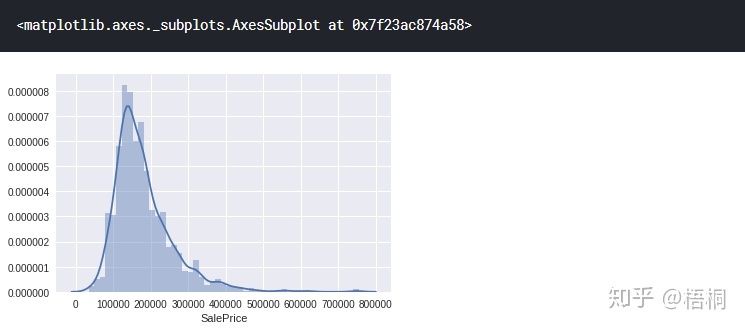 <matplotlib.axes._subplots.AxesSubplot at 0x7f23ac874a58>
0.000008
0.000007
0.000006
0.000005
0.000004
0.000003
0.000002
0.000001
0.000000
0 100000 200000 300000 400000 500000 600000 700000 800000
SalePrice
知乎 @梧桐